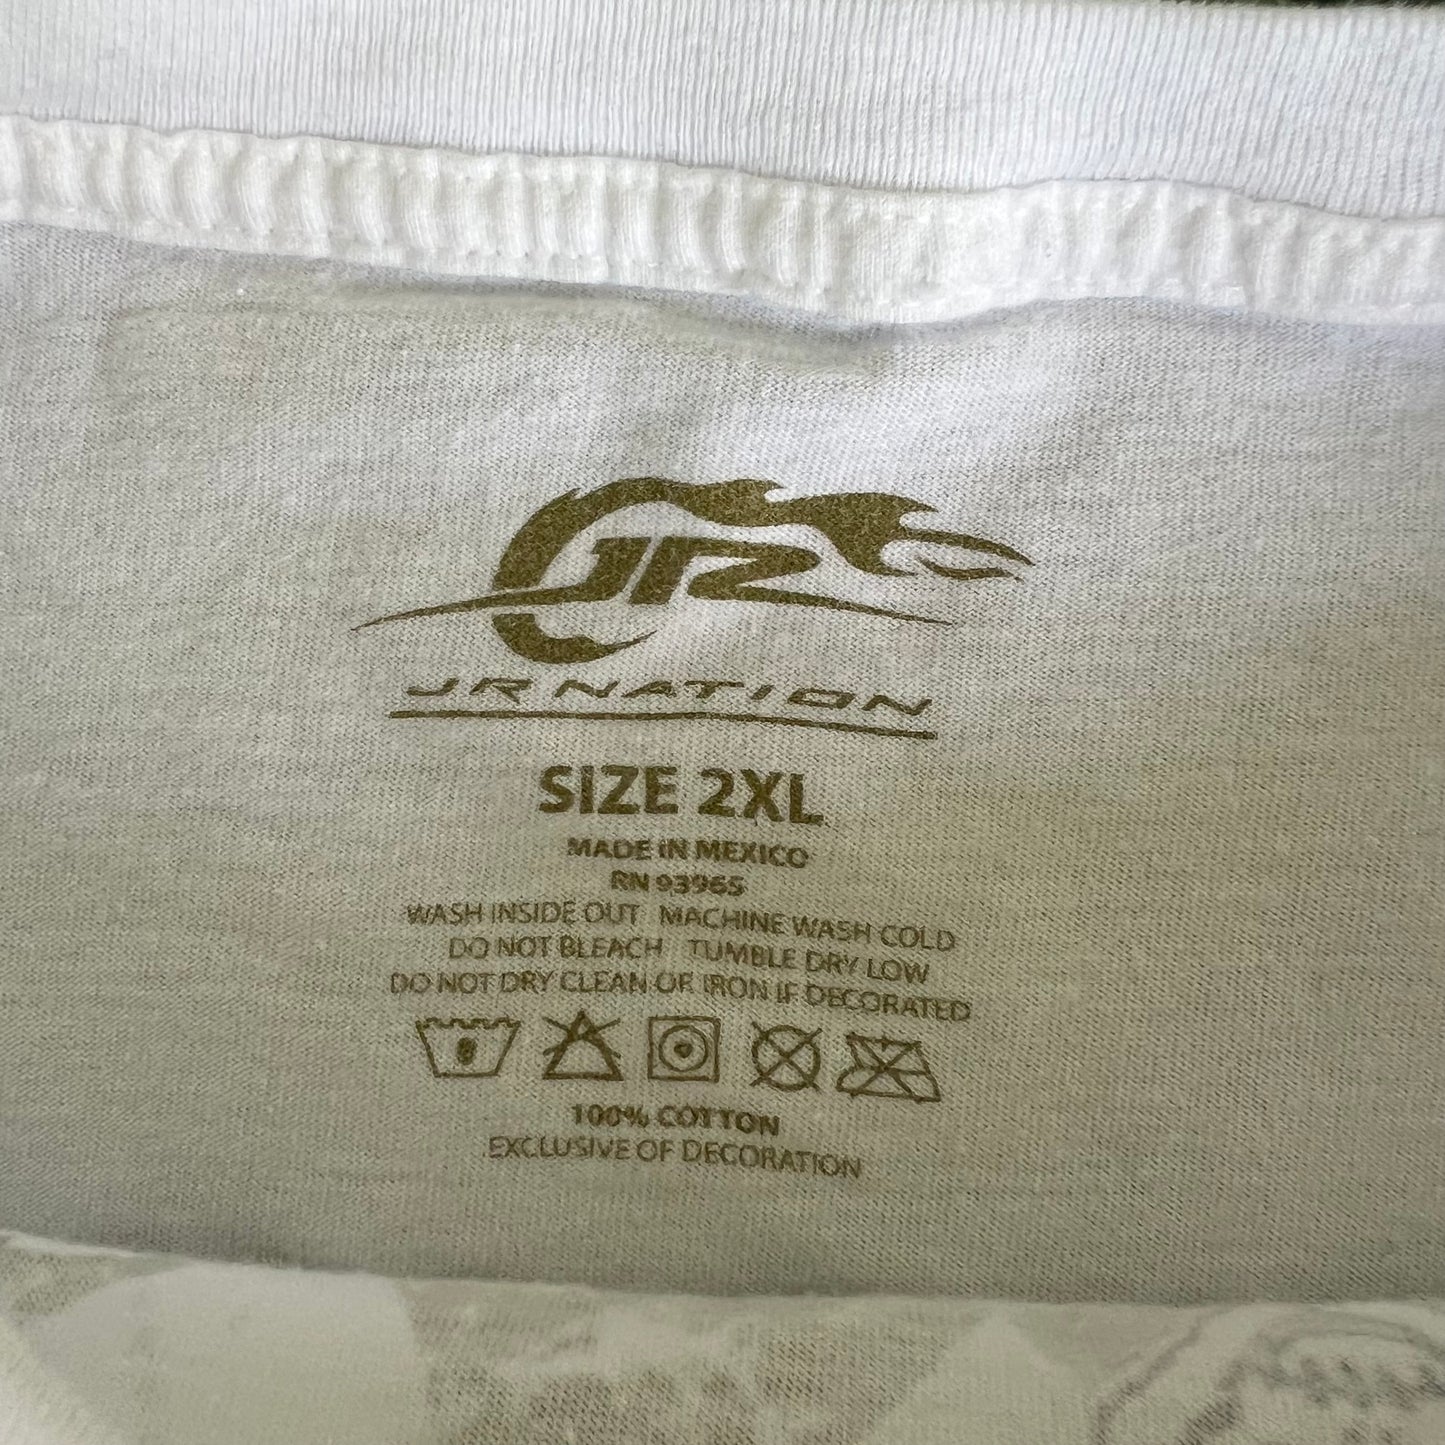 JR
JR NATION
SIZE 2XL
MADE IN MEXICO
RN 93965
WASH INSIDE OUT MACHINE WASH COLD
DO NOT BLEACH TUMBLE DRY LOW
DO NOT DRY CLEAN OR IRON IF DECORATED
100% COTTON
EXCLUSIVE OF DECORATION